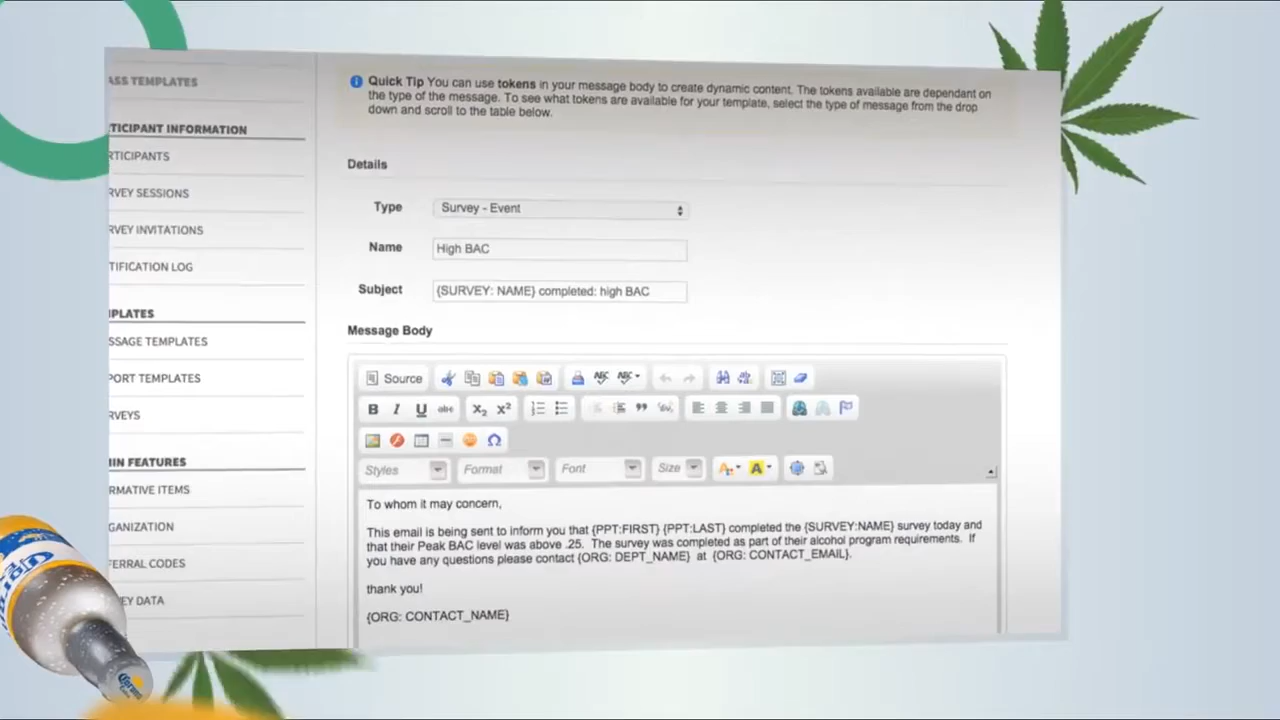 ASS TEMPLATES
TICIPANT INFORMATION
RTICIPANTS
RVEY SESSIONS
RVEY INVITATIONS
TIFICATION LOG
PLATES
SSAGE TEMPLATES
PORT TEMPLATES
RVEYS
IN FEATURES
RMATIVE ITEMS
GANIZATION
FERRAL CODES
EY DATA
Quick Tip You can use tokens in your message body to create dynamic content. The tokens available are dependant on
the type of the message. To see what tokens are available for your template, select the type of message from the drop
down and scroll to the table below.
Details
Type Survey - Event
Name High BAC
Subject {SURVEY: NAME} completed: high BAC
Message Body
Source
B I U abc X₂ X²
Styles Format Font Size A A
To whom it may concern,
This email is being sent to inform you that {PPT:FIRST} {PPT:LAST} completed the {SURVEY:NAME} survey today and
that their Peak BAC level was above .25. The survey was completed as part of their alcohol program requirements. If
you have any questions please contact {ORG: DEPT_NAME} at {ORG: CONTACT_EMAIL}.
thank you!
{ORG: CONTACT_NAME}
Corona